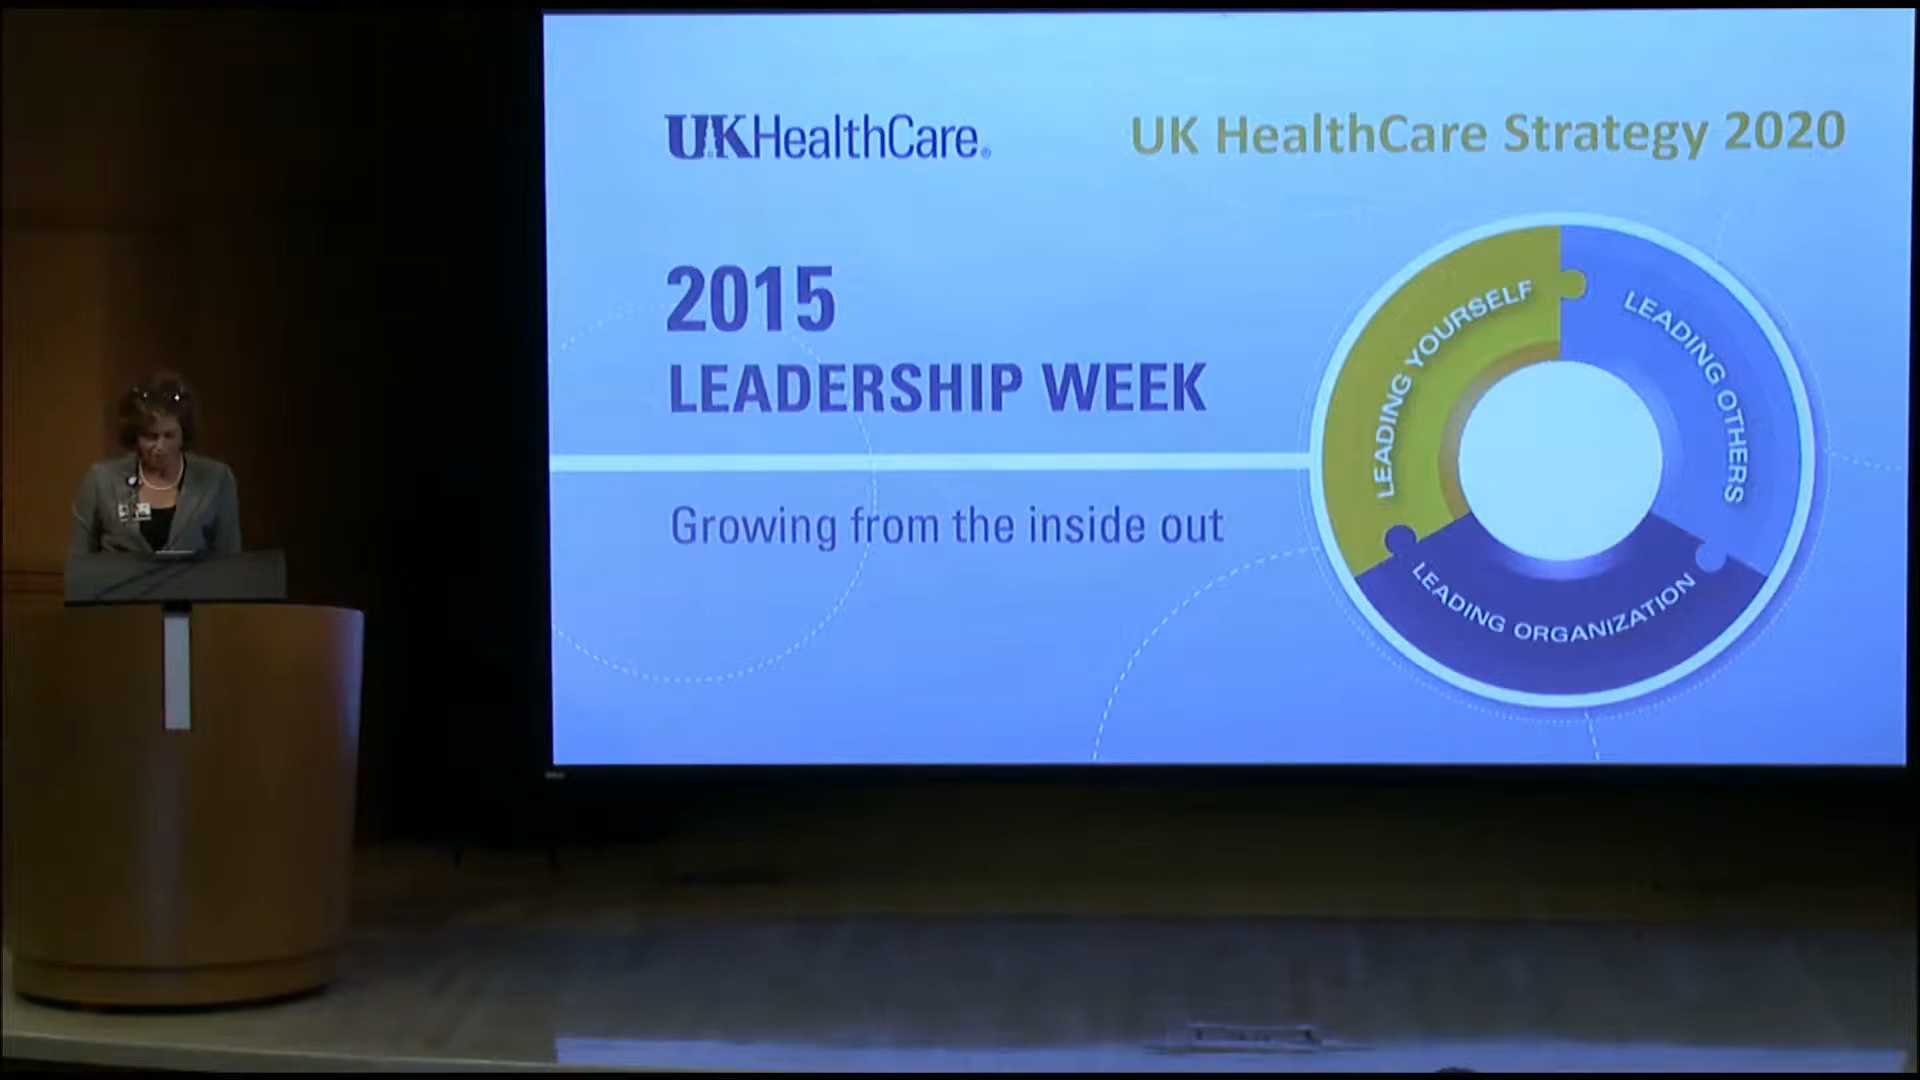 UKHealthCare®
UK HealthCare Strategy 2020
2015
LEADERSHIP WEEK
Growing from the inside out
LEADING YOURSELF
LEADING OTHERS
LEADING ORGANIZATION